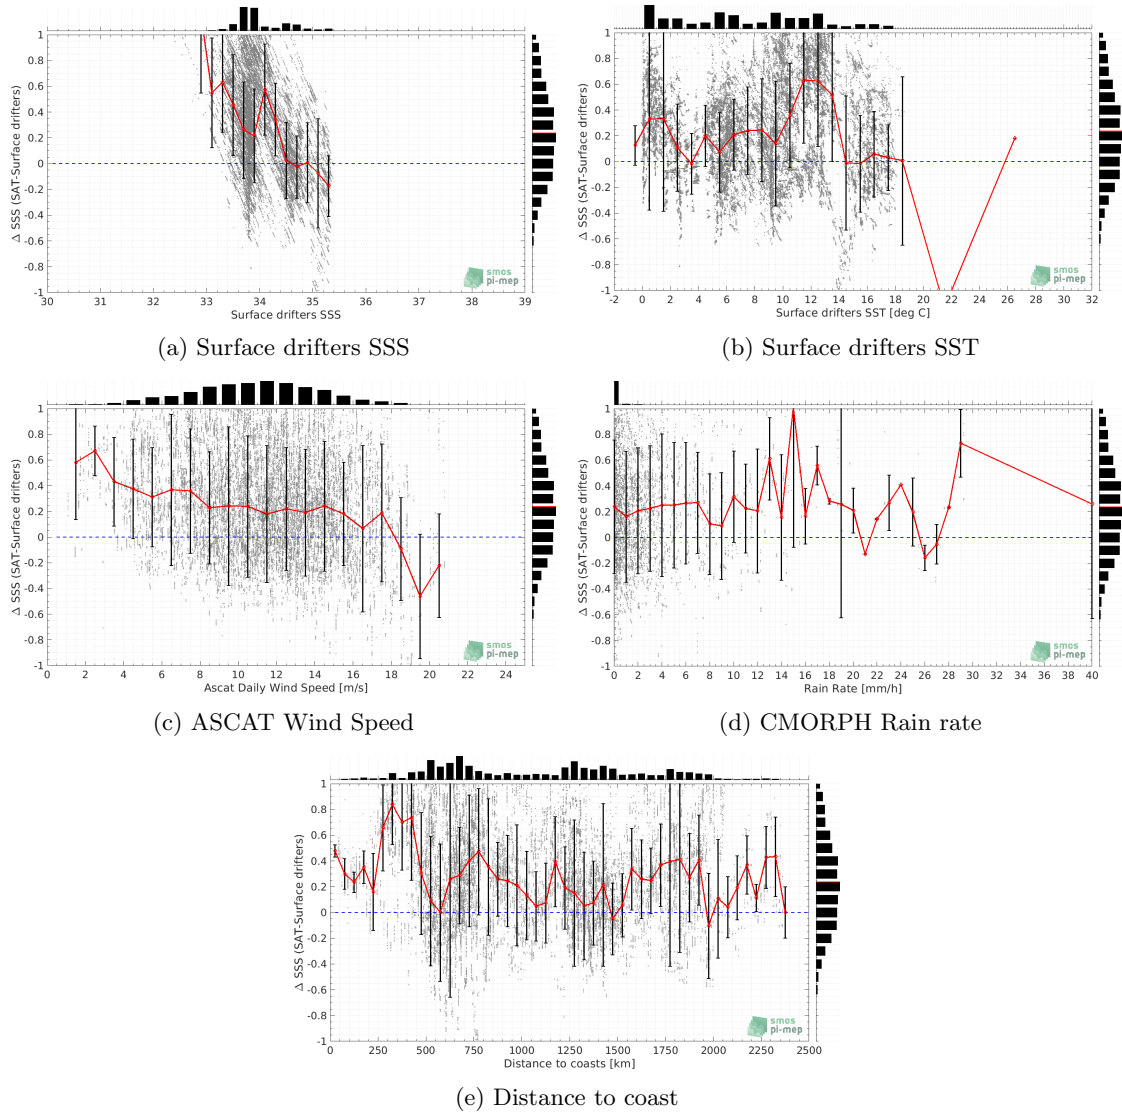 1
0.8
0.6
0.4
0.2
0
-0.2
-0.4
-0.6
-0.8
-1
Δ SSS (SAT-Surface drifters)
30 31 32 33 34 35 36 37 38 39
Surface drifters SSS
smos
pi-mep
(a) Surface drifters SSS
1
0.8
0.6
0.4
0.2
0
-0.2
-0.4
-0.6
-0.8
-1
Δ SSS (SAT-Surface drifters)
-2 0 2 4 6 8 10 12 14 16 18 20 22 24 26 28 30 32
Surface drifters SST [deg C]
smos
pi-mep
(b) Surface drifters SST
1
0.8
0.6
0.4
0.2
0
-0.2
-0.4
-0.6
-0.8
-1
Δ SSS (SAT-Surface drifters)
0 2 4 6 8 10 12 14 16 18 20 22 24
Ascat Daily Wind Speed [m/s]
smos
pi-mep
(c) ASCAT Wind Speed
1
0.8
0.6
0.4
0.2
0
-0.2
-0.4
-0.6
-0.8
-1
Δ SSS (SAT-Surface drifters)
0 2 4 6 8 10 12 14 16 18 20 22 24 26 28 30 32 34 36 38 40
Rain Rate [mm/h]
smos
pi-mep
(d) CMORPH Rain rate
1
0.8
0.6
0.4
0.2
0
-0.2
-0.4
-0.6
-0.8
-1
Δ SSS (SAT-Surface drifters)
0 250 500 750 1000 1250 1500 1750 2000 2250 2500
Distance to coasts [km]
smos
pi-mep
(e) Distance to coast